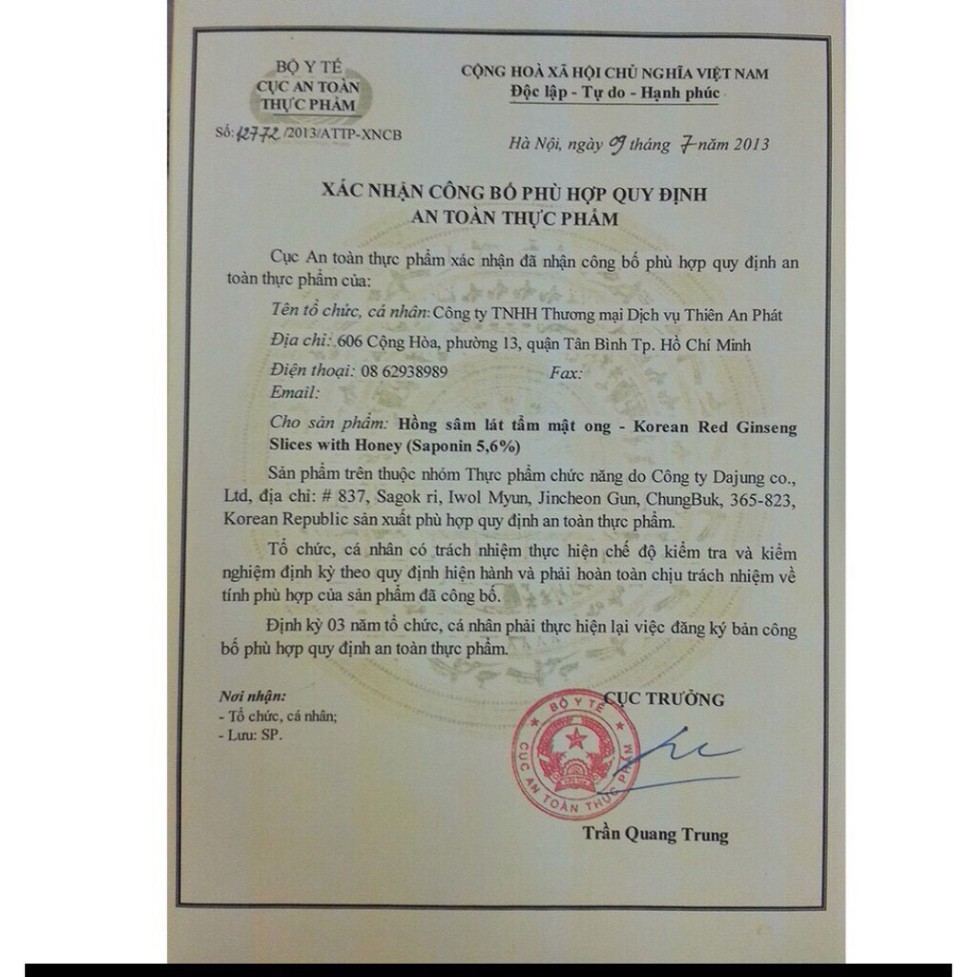 BỘ Y TẾ
CỤC AN TOÀN
THỰC PHẨM
Số: 12772 /2013/ATTP-XNCB
CỘNG HOÀ XÃ HỘI CHỦ NGHĨA VIỆT NAM
Độc lập - Tự do - Hạnh phúc
Hà Nội, ngày 09 tháng 7 năm 2013
XÁC NHẬN CÔNG BỐ PHÙ HỢP QUY ĐỊNH
AN TOÀN THỰC PHẨM
Cục An toàn thực phẩm xác nhận đã nhận công bố phù hợp quy định an
toàn thực phẩm của:
Tên tổ chức, cá nhân: Công ty TNHH Thương mại Dịch vụ Thiên An Phát
Địa chỉ: 606 Cộng Hòa, phường 13, quận Tân Bình Tp. Hồ Chí Minh
Điện thoại: 08 62938989 Fax:
Email:
Cho sản phẩm: Hồng sâm lát tẩm mật ong - Korean Red Ginseng
Slices with Honey (Saponin 5,6%)
Sản phẩm trên thuộc nhóm Thực phẩm chức năng do Công ty Dajung co.,
Ltd, địa chỉ: # 837, Sagok ri, Iwol Myun, Jincheon Gun, ChungBuk, 365-823,
Korean Republic sản xuất phù hợp quy định an toàn thực phẩm.
Tổ chức, cá nhân có trách nhiệm thực hiện chế độ kiểm tra và kiểm
nghiệm định kỳ theo quy định hiện hành và phải hoàn toàn chịu trách nhiệm về
tính phù hợp của sản phẩm đã công bố.
Định kỳ 03 năm tổ chức, cá nhân phải thực hiện lại việc đăng ký bản công
bố phù hợp quy định an toàn thực phẩm.
Nơi nhận:
- Tổ chức, cá nhân;
- Lưu: SP.
CỤC TRƯỞNG
BỘ Y TẾ
CỤC AN TOÀN THỰC PHẨM
Trần Quang Trung